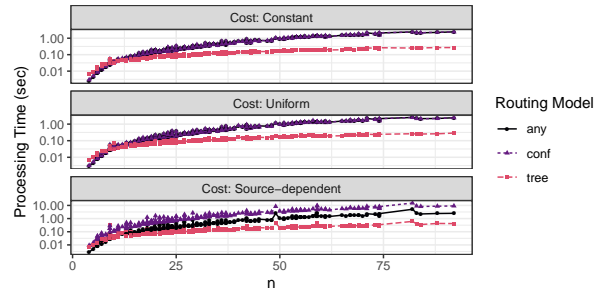 Cost: Constant
1.00
0.10
0.01
Cost: Uniform
1.00
0.10
0.01
Cost: Source-dependent
10.00
1.00
0.10
0.01
0
25
50
75
n
Processing Time (sec)
Routing Model
any
conf
tree